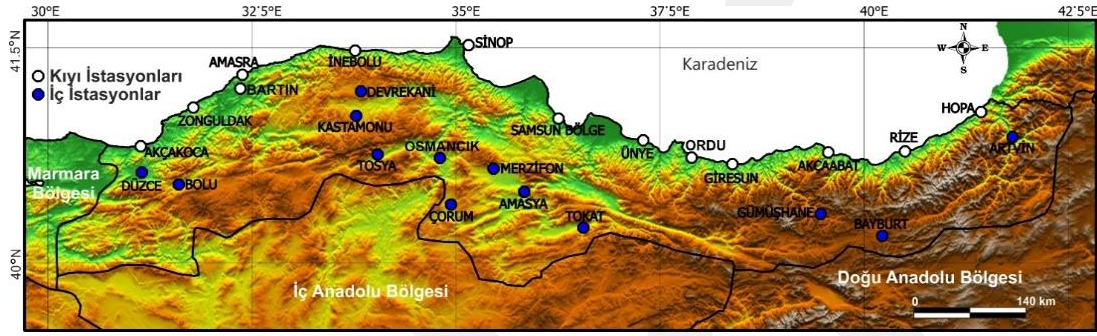 30°E
32°5'E
35°E
37°5'E
40°E
42°5'E
41°5'N
40°N
N
W
E
S
Karadeniz
Kıyı İstasyonları
İç İstasyonlar
SİNOP
AMASRA
İNEBOLU
BARTIN
DEVREKANİ
ZONGULDAK
KASTAMONU
SAMSUN BÖLGE
HOPA
AKÇAKOCA
TOSYA
OSMANCIK
ÜNYE
ORDU
GİRESUN
AKÇAABAT
RİZE
ARTVİN
Marmara
Bölgesi
DÜZCE
BOLU
MERZİFON
AMASYA
ÇORUM
TOKAT
GÜMÜŞHANE
BAYBURT
İç Anadolu Bölgesi
Doğu Anadolu Bölgesi
0
140 km